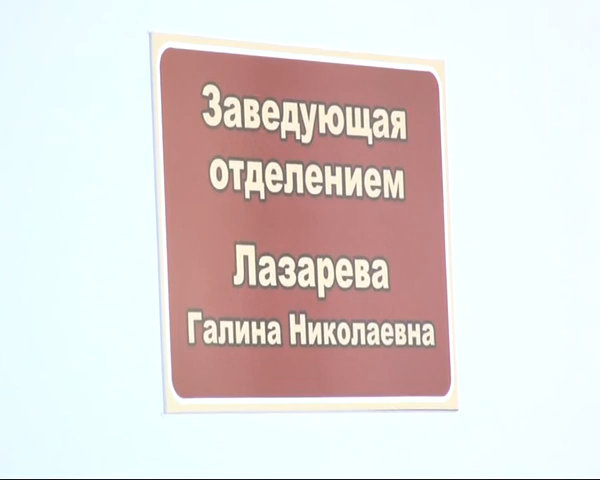 Заведующая
отделением
Лазарева
Галина Николаевна